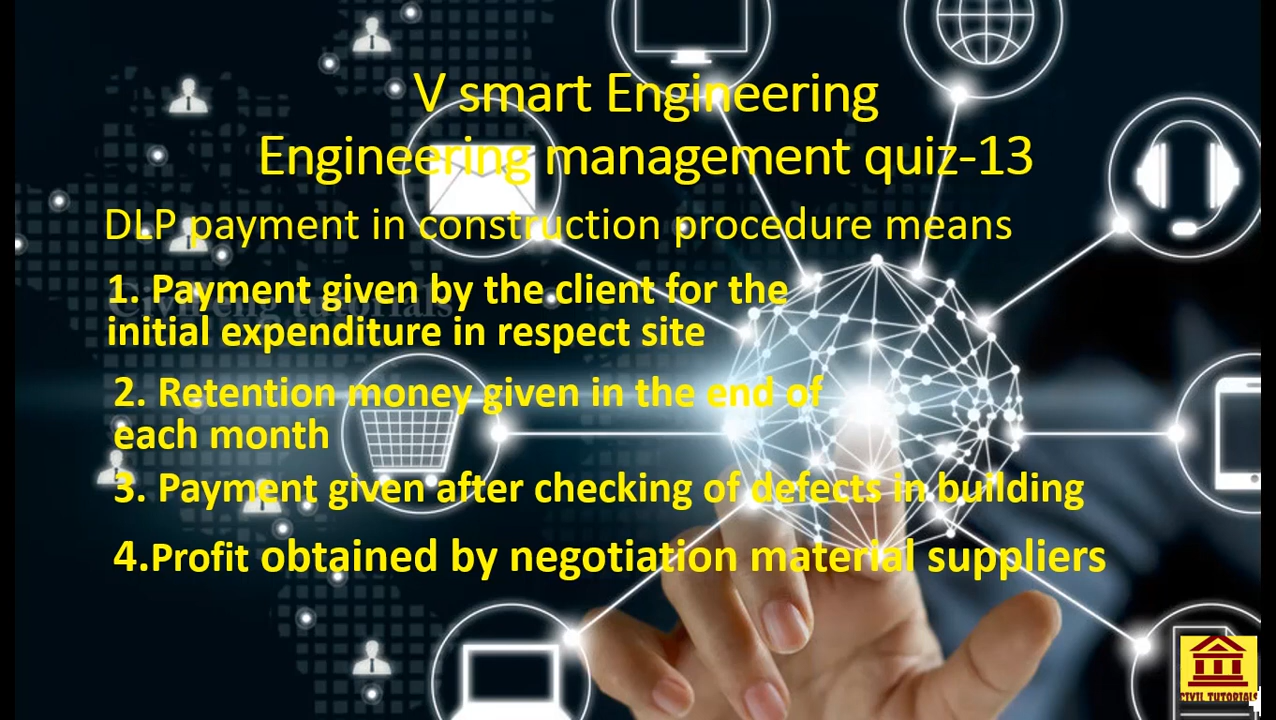 V smart Engineering
Engineering management quiz-13
DLP payment in construction procedure means
1. Payment given by the client for the
initial expenditure in respect site
2. Retention money given in the end of
each month
3. Payment given after checking of defects in building
4.Profit obtained by negotiation material suppliers
CIVIL TUTORIALS